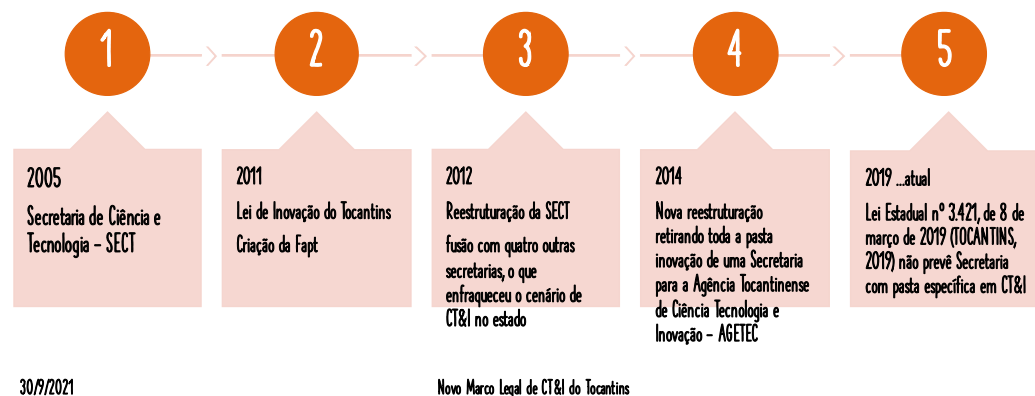 1
2
3
4
5
2005
Secretaria de Ciência e
Tecnologia – SECT
2011
Lei de Inovação do Tocantins
Criação da Fapt
2012
Reestruturação da SECT
fusão com quatro outras
secretarias, o que
enfraqueceu o cenário de
CT&I no estado
2014
Nova reestruturação
retirando toda a pasta
inovação de uma Secretaria
para a Agência Tocantinense
de Ciência Tecnologia e
Inovação – AGETEC
2019 ...atual
Lei Estadual nº 3.421, de 8 de
março de 2019 (TOCANTINS,
2019) não prevê Secretaria
com pasta específica em CT&I
30/9/2021
Novo Marco Legal de CT&I do Tocantins